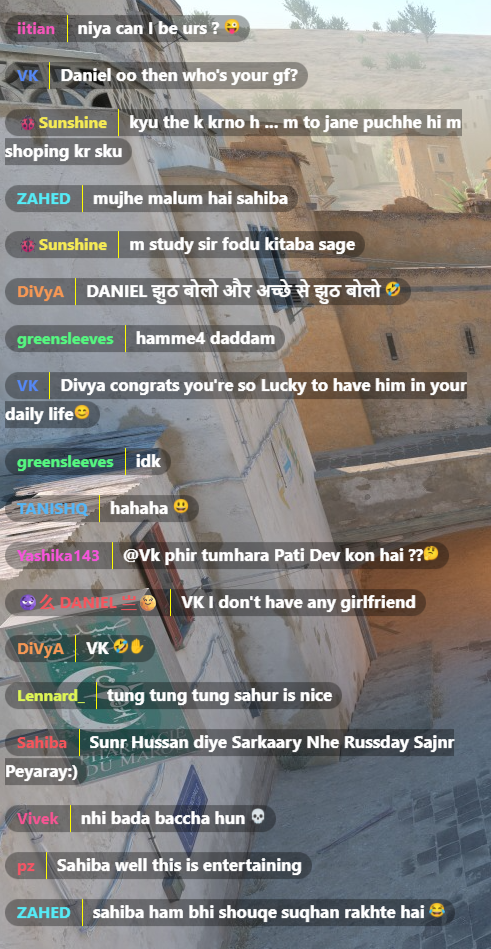 iitian niya can I be urs ? 😜
VK Daniel oo then who's your gf?
🐞Sunshine kyu the k krno h ... m to jane puchhe hi m
shoping kr sku
ZAHED mujhe malum hai sahiba
🐞Sunshine m study sir fodu kitaba sage
DiVyA DANIEL झुठ बोलो और अच्छे से झुठ बोलो 🤣
greensleeves hamme4 daddam
VK Divya congrats you're so Lucky to have him in your
daily life😊
greensleeves idk
TANISHQ hahaha 😃
Yashika143 @Vk phir tumhara Pati Dev kon hai ??🤔
DANIEL VK I don't have any girlfriend
DiVyA VK 🤣✋
Lennard_ tung tung tung sahur is nice
Sahiba Sunr Hussan diye Sarkaary Nhe Russday Sajnr
Peyaray:)
PHARMACIE
DU MARCHE
Vivek nhi bada baccha hun 💀
pz Sahiba well this is entertaining
ZAHED sahiba ham bhi shouqe suqhan rakhte hai 😂